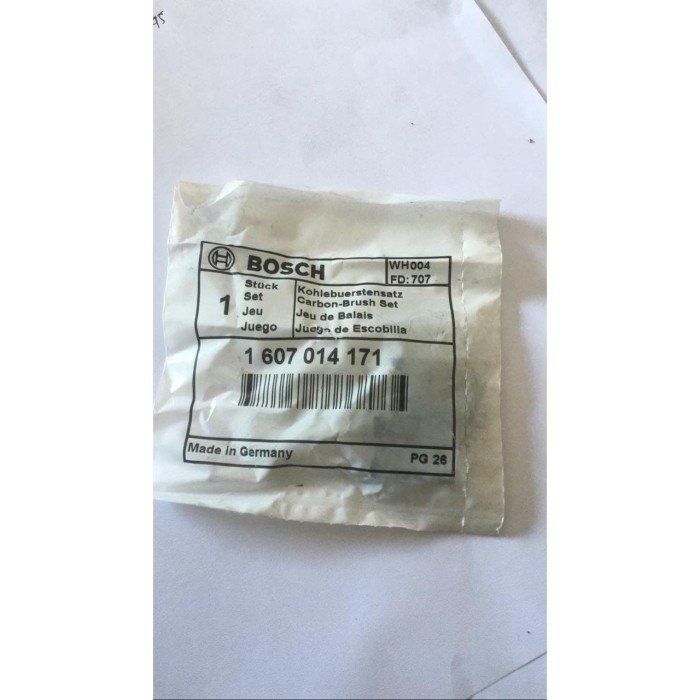 BOSCH
WH004
FD: 707
1
Stück
Set
Jeu
Juego
Kohlebuerstensatz
Carbon-Brush Set
Jeu de Balais
Juego de Escobilla
1 607 014 171
Made in Germany
PG 26